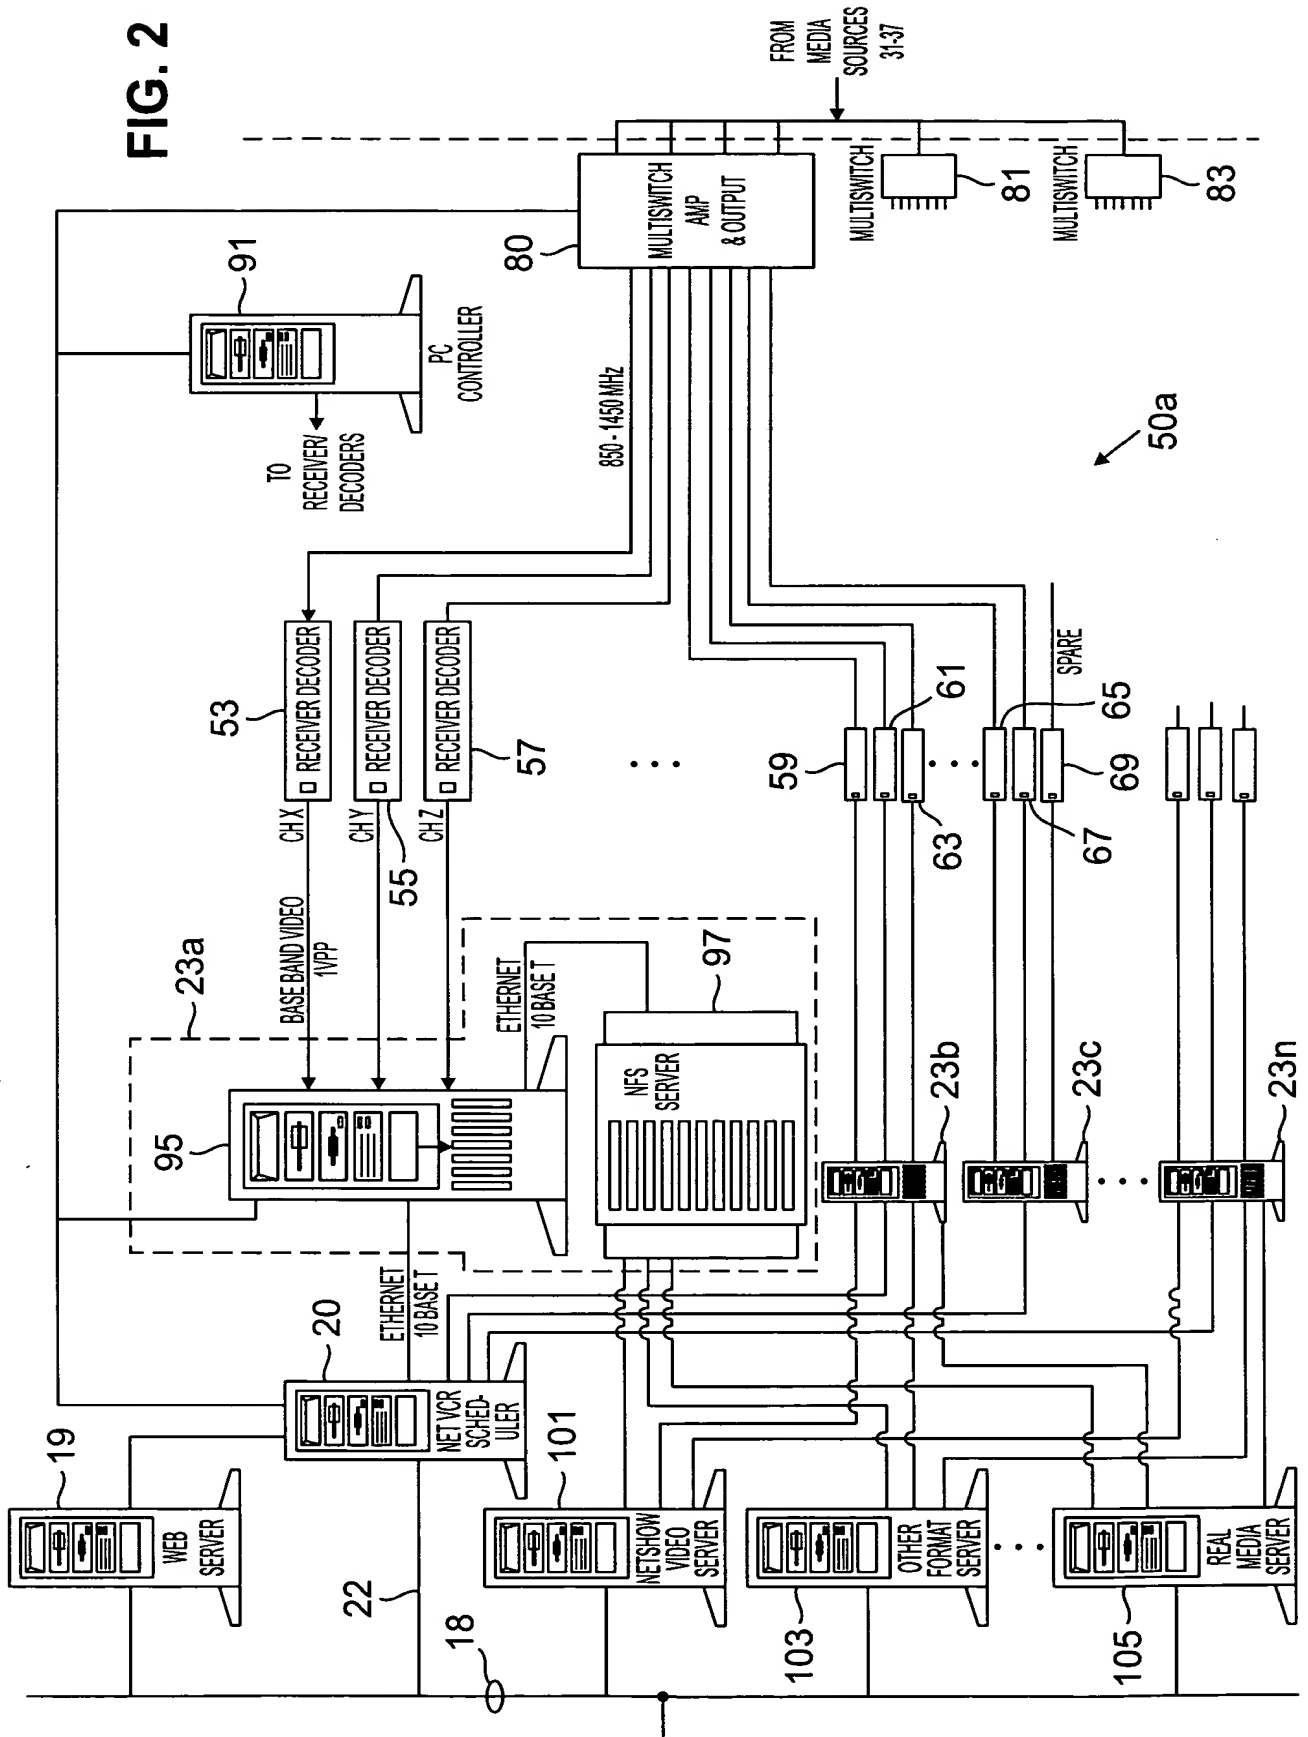 FIG. 2
FROM
MEDIA
SOURCES
31-37
MULTISWITCH
AMP
& OUTPUT
80
MULTISWITCH
81
MULTISWITCH
83
91
PC
CONTROLLER
TO
RECEIVER/
DECODERS
850 - 1450 MHz
50a
53
RECEIVER DECODER
CH X
RECEIVER DECODER
CH Y
55
RECEIVER DECODER
CH Z
57
BASE BAND VIDEO
1VPP
59
61
63
65
67
69
SPARE
23a
95
ETHERNET
10 BASE T
97
NFS
SERVER
23b
23c
23n
ETHERNET
10 BASE T
20
NET VCR
SCHED-
ULER
19
WEB
SERVER
22
18
101
NETSHOW
VIDEO
SERVER
103
OTHER
FORMAT
SERVER
105
REAL
MEDIA
SERVER